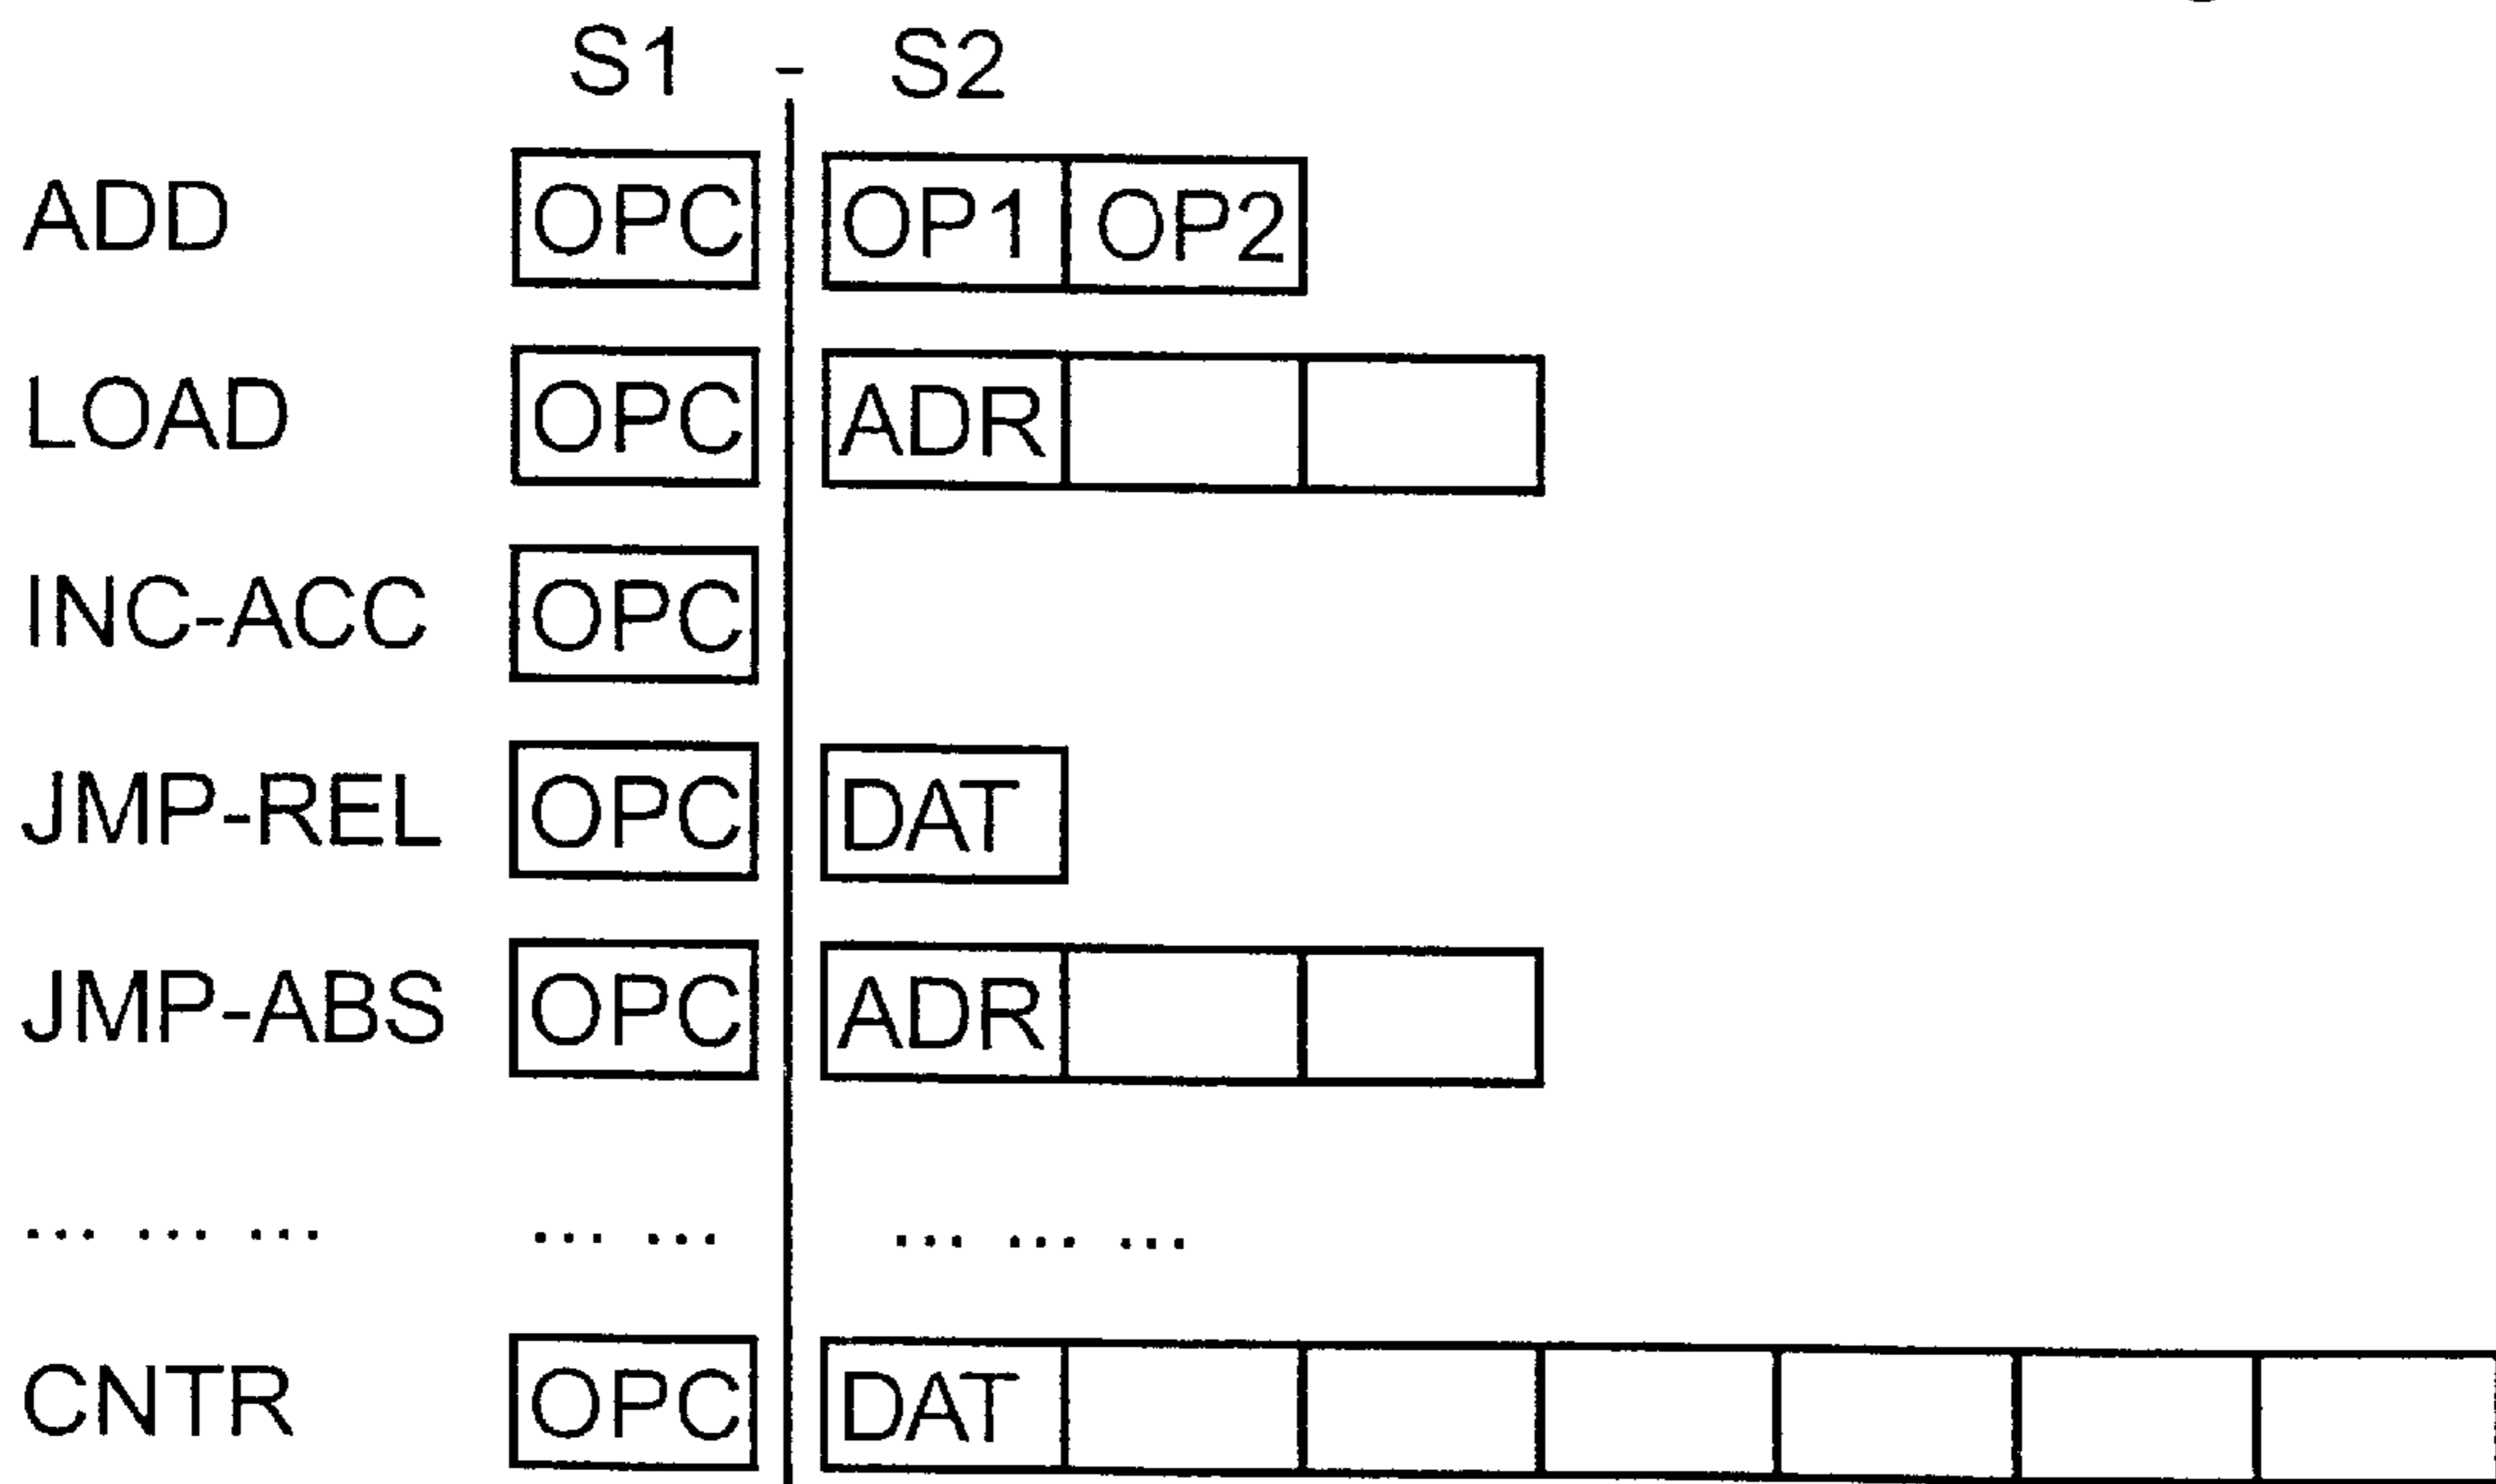 S1 - S2
ADD OPC OP1 OP2
LOAD OPC ADR
INC-ACC OPC
JMP-REL OPC DAT
JMP-ABS OPC ADR
... ... ... ... ... ... ... ...
CNTR OPC DAT